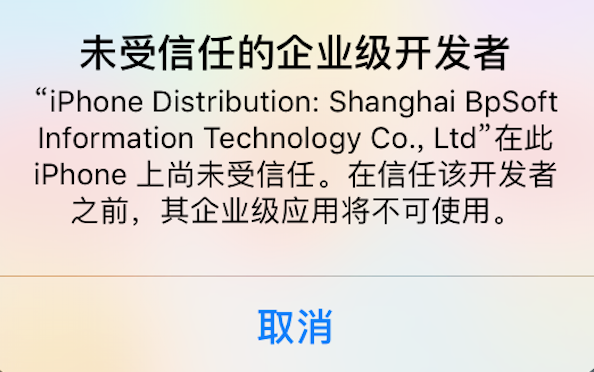 未受信任的企业级开发者
“iPhone Distribution: Shanghai BpSoft
Information Technology Co., Ltd”在此
iPhone 上尚未受信任。在信任该开发者
之前，其企业级应用将不可使用。
取消